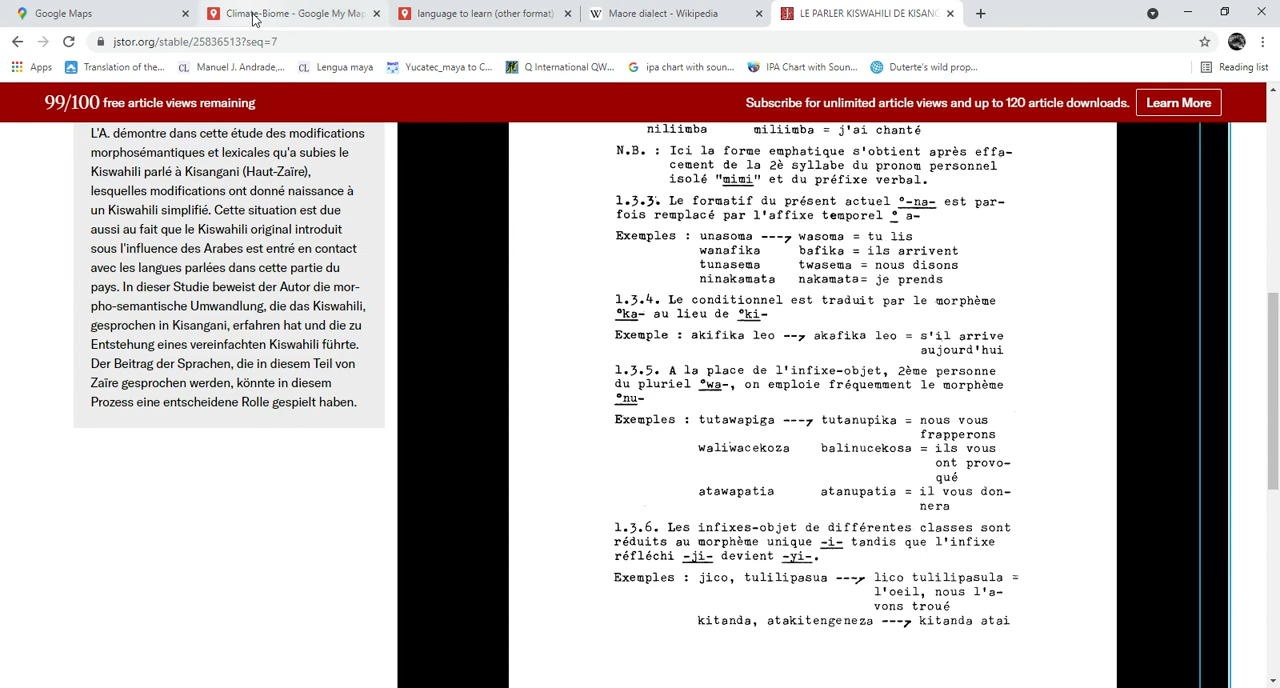 Google Maps
Climate-Biome - Google My Map
language to learn (other format)
Maore dialect - Wikipedia
LE PARLER KISWAHILI DE KISANG
jstor.org/stable/25836513?seq=7
Apps
Translation of the...
CL Manuel J. Andrade,...
CL Lengua maya
Yucatec_maya to C...
Q International QW...
ipa chart with soun...
IPA Chart with Soun...
Duterte's wild prop...
Reading list
99/100 free article views remaining
Subscribe for unlimited article views and up to 120 article downloads.
Learn More
L'A. démontre dans cette étude des modifications
morphosémantiques et lexicales qu'a subies le
Kiswahili parlé à Kisangani (Haut-Zaïre),
lesquelles modifications ont donné naissance à
un Kiswahili simplifié. Cette situation est due
aussi au fait que le Kiswahili original introduit
sous l'influence des Arabes est entré en contact
avec les langues parlées dans cette partie du
pays. In dieser Studie beweist der Autor die mor-
pho-semantische Umwandlung, die das Kiswahili,
gesprochen in Kisangani, erfahren hat und die zu
Entstehung eines vereinfachten Kiswahili führte.
Der Beitrag der Sprachen, die in diesem Teil von
Zaïre gesprochen werden, könnte in diesem
Prozess eine entscheidene Rolle gespielt haben.
niliimba miliimba = j'ai chanté
N.B. : Ici la forme emphatique s'obtient après effa-
cement de la 2è syllabe du pronom personnel
isolé "mimi" et du préfixe verbal.
1.3.3. Le formatif du présent actuel °-na- est par-
fois remplacé par l'affixe temporel ° a-
Exemples : unasoma ---> wasoma = tu lis
wanafika bafika = ils arrivent
tunasema twasema = nous disons
ninakamata nakamata= je prends
1.3.4. Le conditionnel est traduit par le morphème
°ka- au lieu de °ki-
Exemple : akifika leo --> akafika leo = s'il arrive
aujourd'hui
1.3.5. A la place de l'infixe-objet, 2ème personne
du pluriel °wa-, on emploie fréquemment le morphème
°nu-
Exemples : tutawapiga ---> tutanupika = nous vous
frapperons
waliwacekoza balinucekosa = ils vous
ont provo-
qué
atawapatia atanupatia = il vous don-
nera
1.3.6. Les infixes-objet de différentes classes sont
réduits au morphème unique -i- tandis que l'infixe
réfléchi -ji- devient -yi-.
Exemples : jico, tulilipasua ---> lico tulilipasula =
l'oeil, nous l'a-
vons troué
kitanda, atakitengeneza ---> kitanda atai